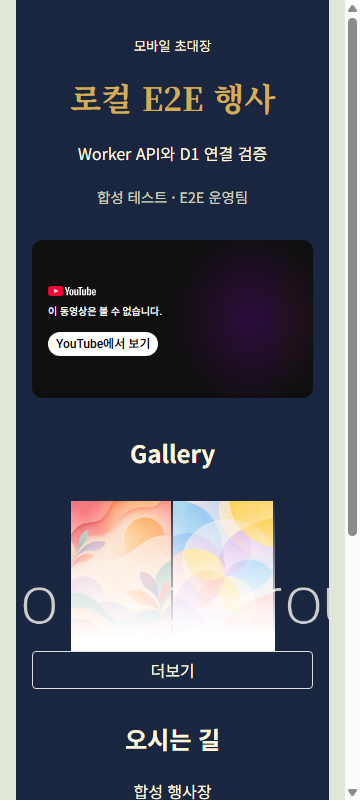 모바일 초대장
로컬 E2E 행사
Worker API와 D1 연결 검증
합성 테스트 · E2E 운영팀
YouTube
이 동영상은 볼 수 없습니다.
YouTube에서 보기
Gallery
더보기
오시는 길
합성 행사장